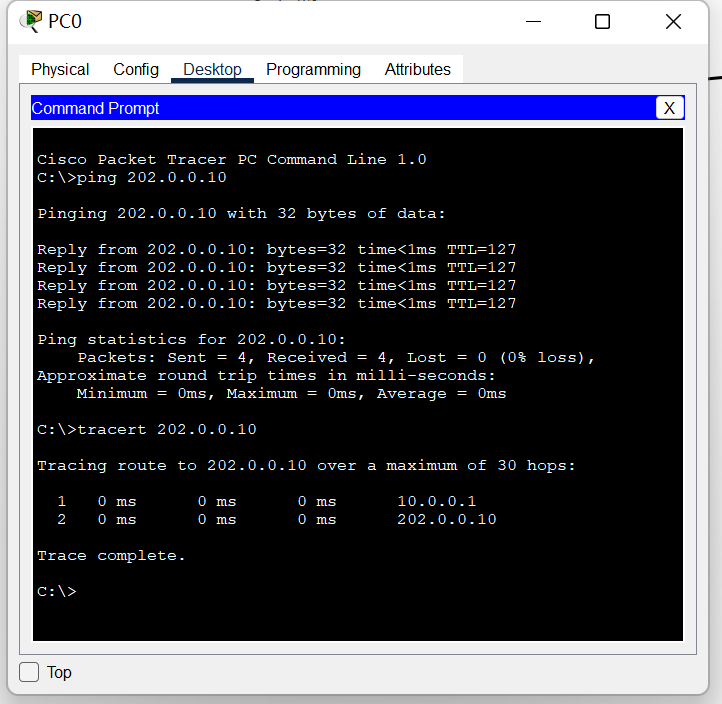 PC0
Physical Config Desktop Programming Attributes
Command Prompt X
Cisco Packet Tracer PC Command Line 1.0
C:\>ping 202.0.0.10
Pinging 202.0.0.10 with 32 bytes of data:
Reply from 202.0.0.10: bytes=32 time<1ms TTL=127
Reply from 202.0.0.10: bytes=32 time<1ms TTL=127
Reply from 202.0.0.10: bytes=32 time<1ms TTL=127
Reply from 202.0.0.10: bytes=32 time<1ms TTL=127
Ping statistics for 202.0.0.10:
Packets: Sent = 4, Received = 4, Lost = 0 (0% loss),
Approximate round trip times in milli-seconds:
Minimum = 0ms, Maximum = 0ms, Average = 0ms
C:\>tracert 202.0.0.10
Tracing route to 202.0.0.10 over a maximum of 30 hops:
1 0 ms 0 ms 0 ms 10.0.0.1
2 0 ms 0 ms 0 ms 202.0.0.10
Trace complete.
C:\>
Top